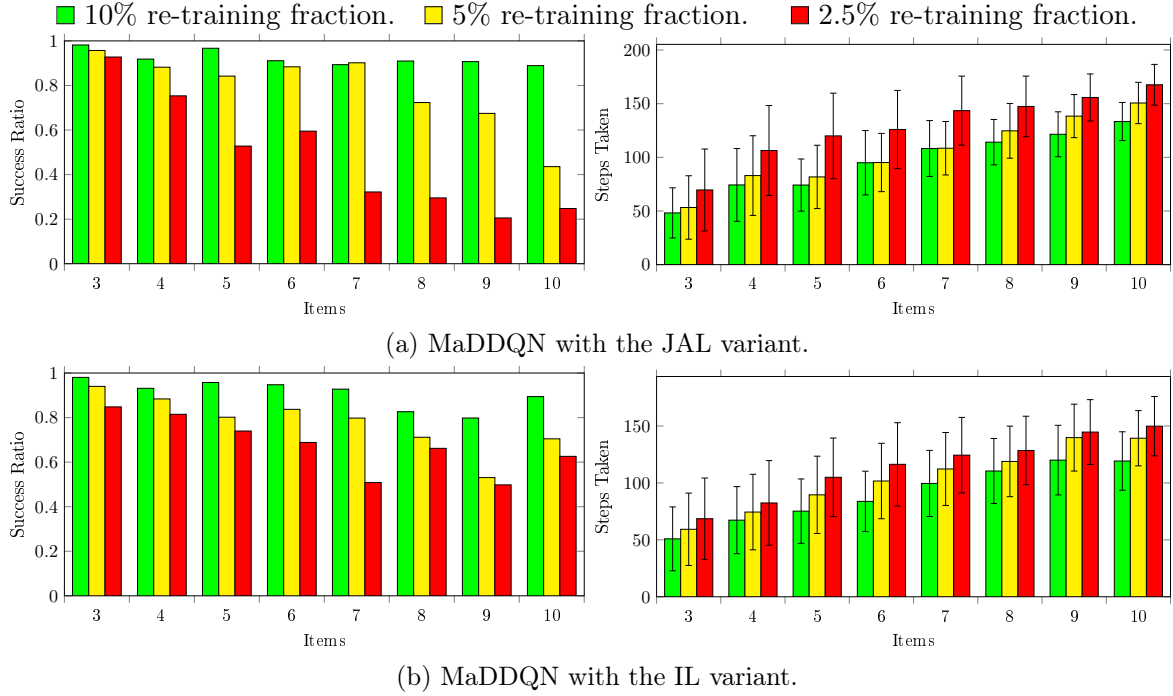 10% re-training fraction. 5% re-training fraction. 2.5% re-training fraction.
1
0.8
0.6
0.4
0.2
0
Success Ratio
3 4 5 6 7 8 9 10
Items
200
150
100
50
0
Steps Taken
3 4 5 6 7 8 9 10
Items
(a) MaDDQN with the JAL variant.
1
0.8
0.6
0.4
0.2
0
Success Ratio
3 4 5 6 7 8 9 10
Items
150
100
50
0
Steps Taken
3 4 5 6 7 8 9 10
Items
(b) MaDDQN with the IL variant.